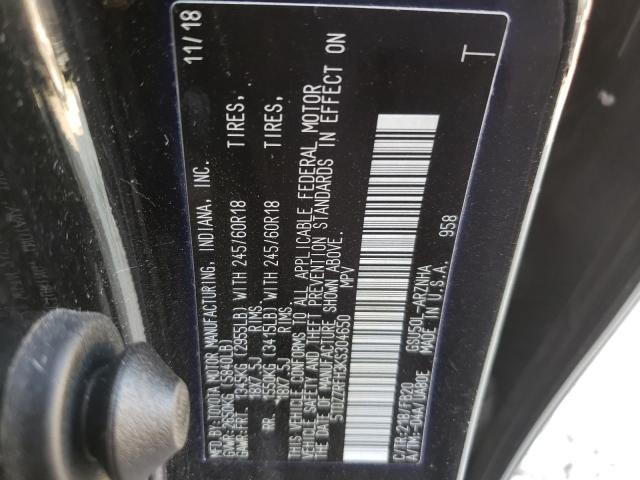 MFD. BY: TOYOTA MOTOR MANUFACTURING, INDIANA, INC. 11/18
GVWR: 2650KG (5840LB)
GAWR: FRT. 1345KG (2955LB) WITH 245/60R18 TIRES,
18X7.5J RIMS.
RR. 1550KG (3415LB) WITH 245/60R18 TIRES,
18X7.5J RIMS.
THIS VEHICLE CONFORMS TO ALL APPLICABLE FEDERAL MOTOR
VEHICLE SAFETY AND THEFT PREVENTION STANDARDS IN EFFECT ON
THE DATE OF MANUFACTURE SHOWN ABOVE.
MPV
T
C/TR: 218/FB20 GSU50L-ARZNHA
MADE IN U.S.A. 958